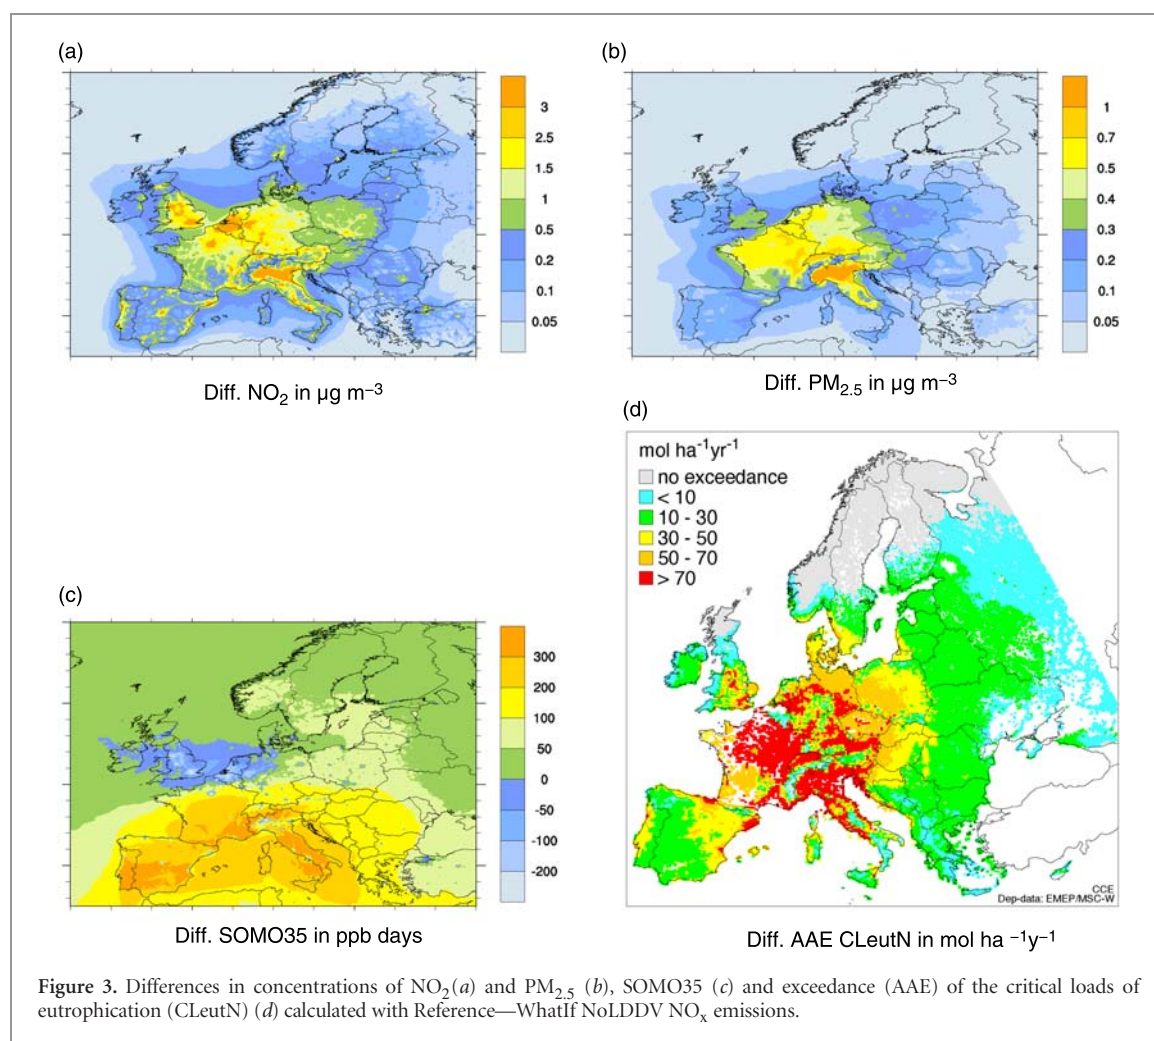 (a)
3
2.5
1.5
1
0.5
0.2
0.1
0.05
Diff. NO2 in µg m−3
(b)
1
0.7
0.5
0.4
0.3
0.2
0.1
0.05
Diff. PM2.5 in µg m−3
(c)
300
200
100
50
0
-50
-100
-200
Diff. SOMO35 in ppb days
(d)
mol ha-1yr-1
no exceedance
< 10
10 - 30
30 - 50
50 - 70
> 70
CCE
Dep-data: EMEP/MSC-W
Diff. AAE CLeutN in mol ha −1y−1
Figure 3. Differences in concentrations of NO2(a) and PM2.5 (b), SOMO35 (c) and exceedance (AAE) of the critical loads of
eutrophication (CLeutN) (d) calculated with Reference—WhatIf NoLDDV NOx emissions.